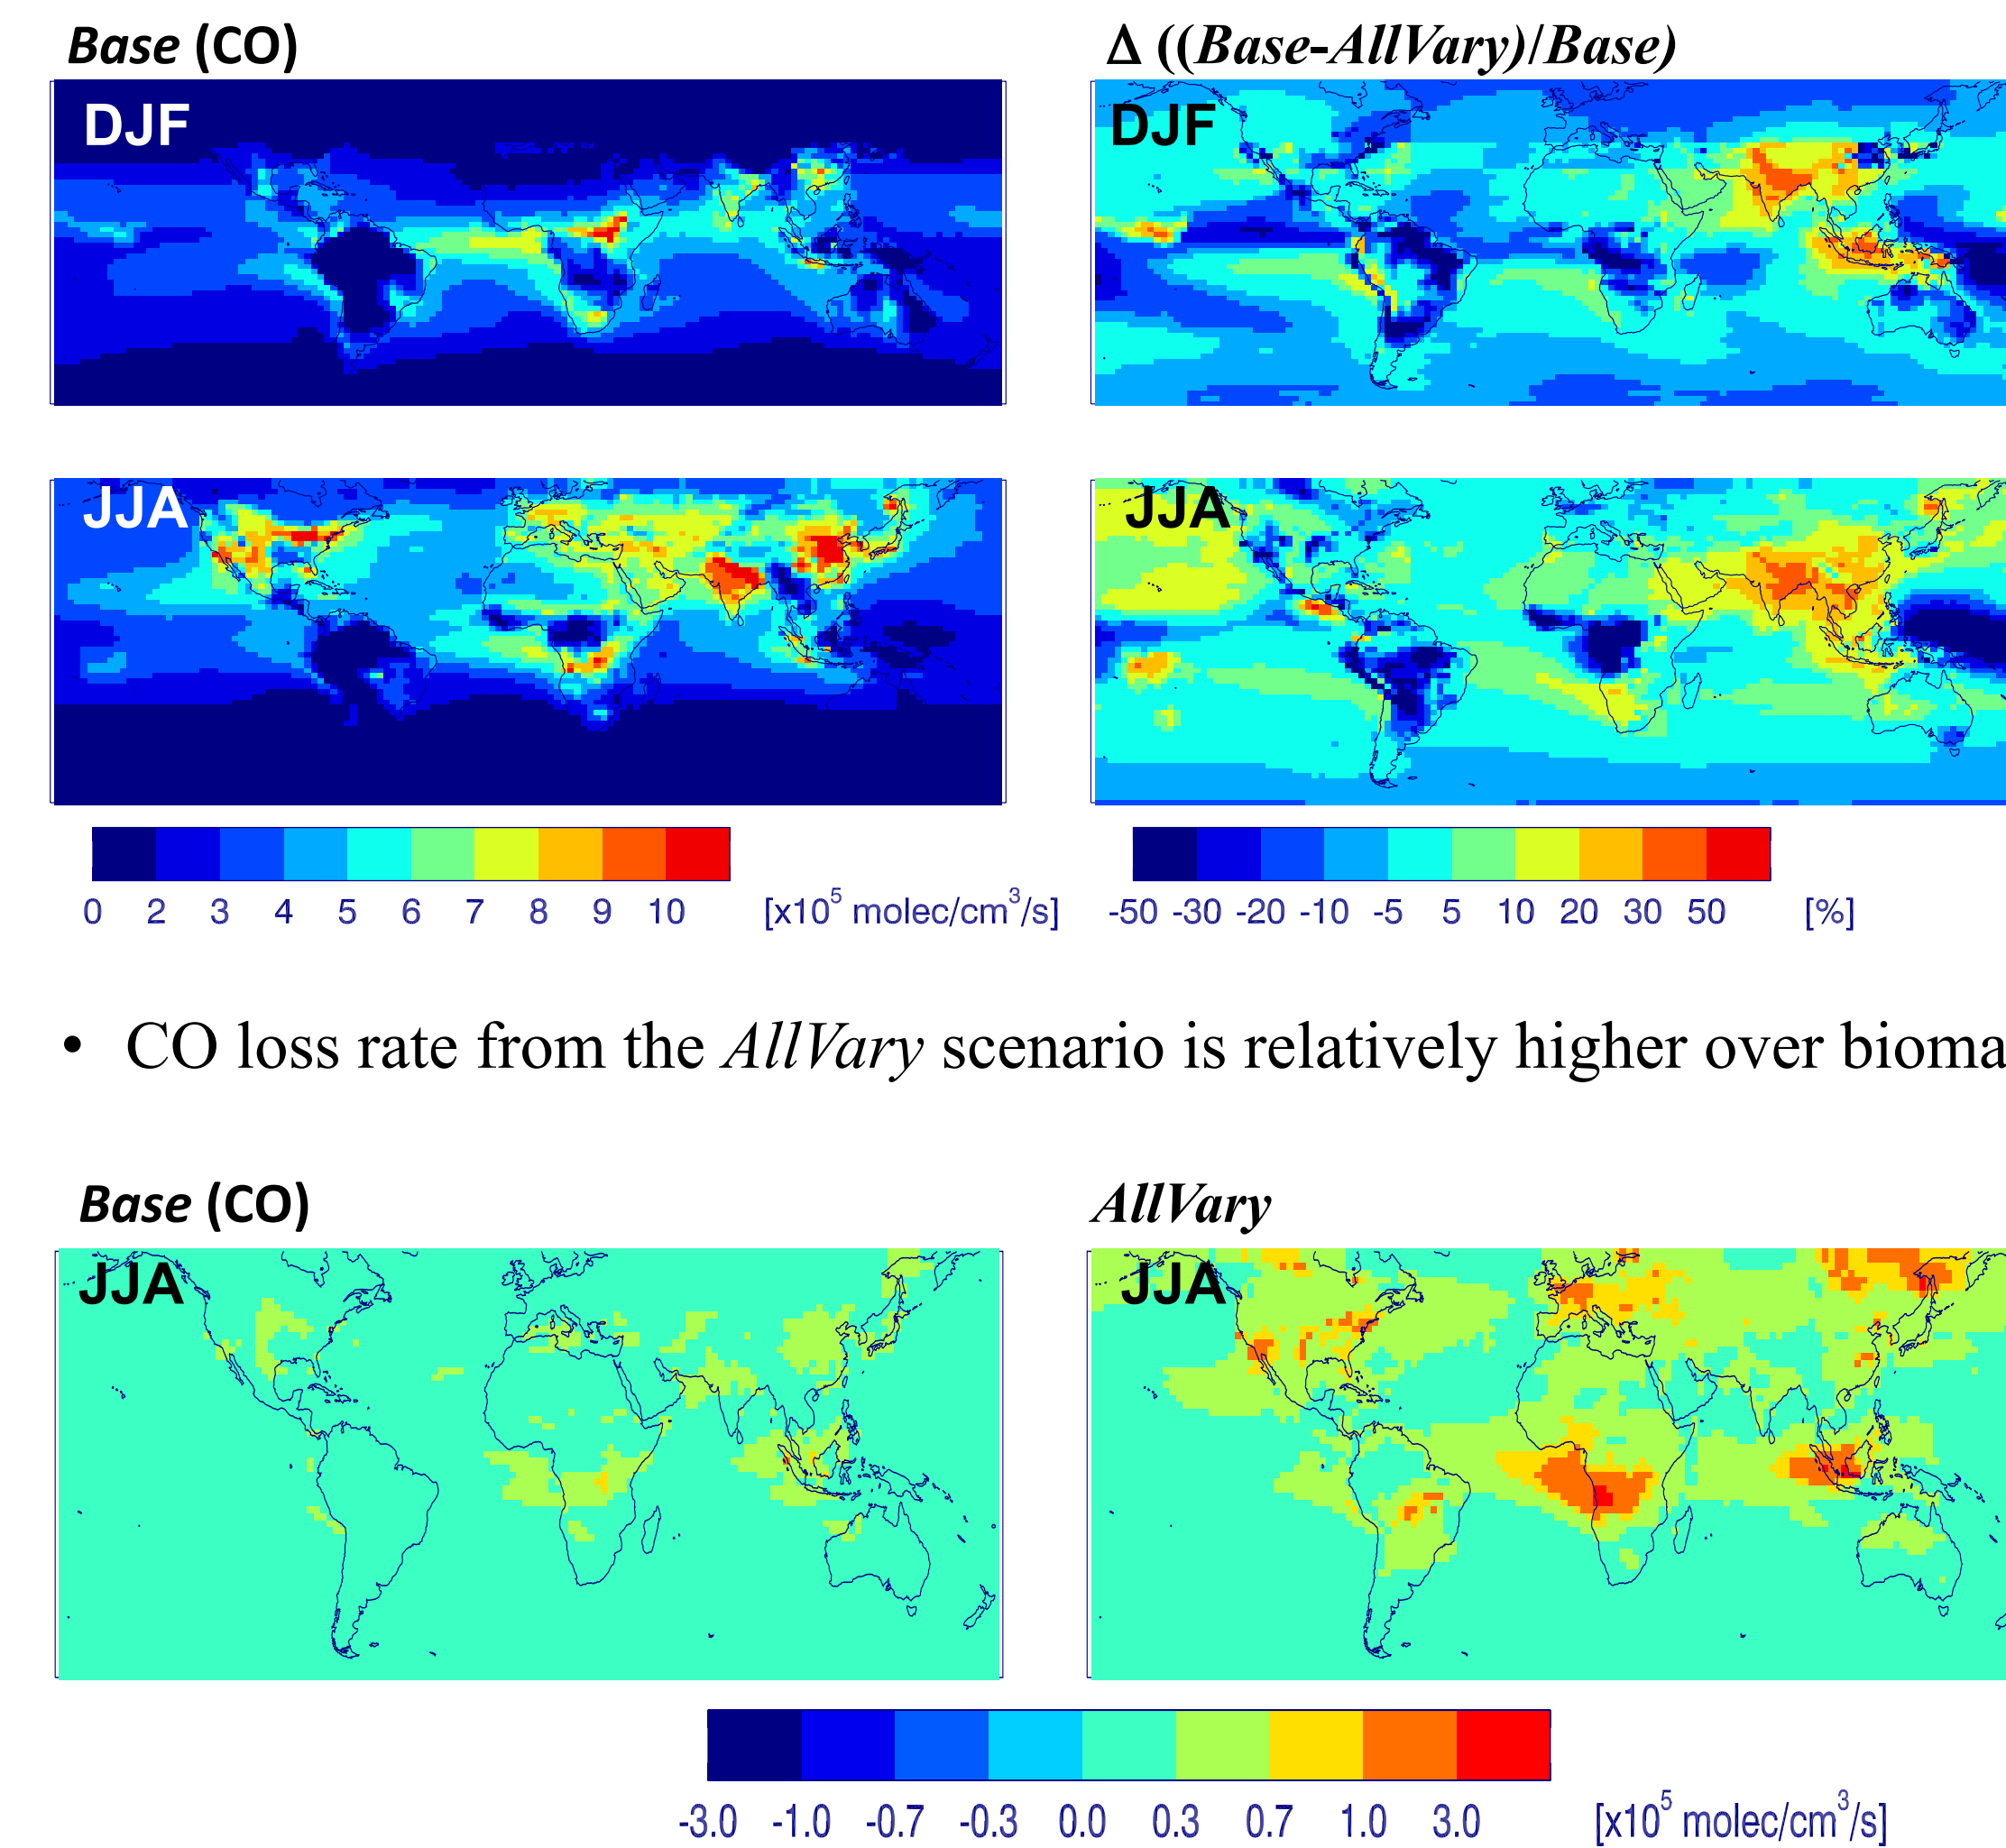 Base (CO)
Δ ((Base-AllVary)/Base)
DJF
DJF
JJA
JJA
0 2 3 4 5 6 7 8 9 10 [x10⁵ molec/cm³/s]
-50 -30 -20 -10 -5 5 10 20 30 50 [%]
• CO loss rate from the AllVary scenario is relatively higher over
Base (CO)
AllVary
JJA
JJA
-3.0 -1.0 -0.7 -0.3 0.0 0.3 0.7 1.0 3.0 [x10⁵ molec/cm³/s]